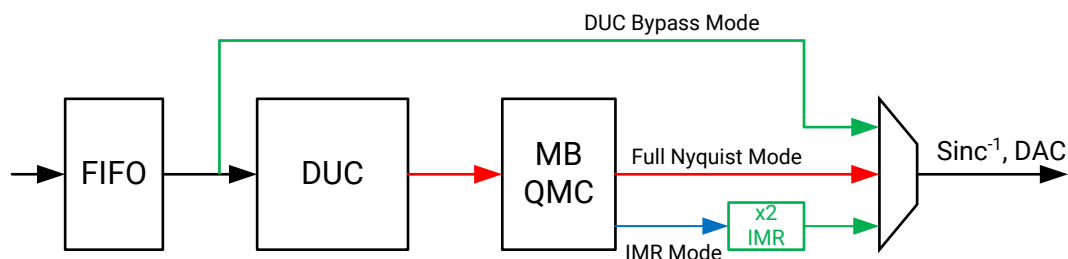 DUC Bypass Mode
FIFO
DUC
MB
QMC
Full Nyquist Mode
Sinc⁻¹, DAC
x2
IMR
IMR Mode